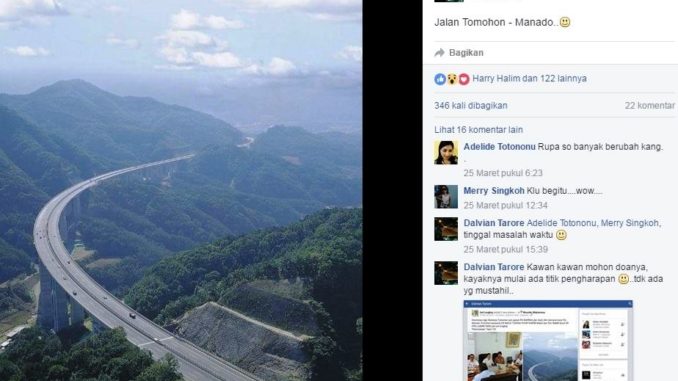 Jalan Tomohon - Manado..
Bagikan
Harry Halim dan 122 lainnya
346 kali dibagikan
22 komentar
Lihat 16 komentar lain
Adelide Totononu Rupa so banyak berubah kang.
.
25 Maret pukul 6:23
Merry Singkoh Klu begitu....wow....
25 Maret pukul 12:34
Dalvian Tarore Adelide Totononu, Merry Singkoh,
tinggal masalah waktu
25 Maret pukul 15:39
Dalvian Tarore Kawan kawan mohon doanya,
kayaknya mulai ada titik pengharapan ..tdk ada
yg mustahil..